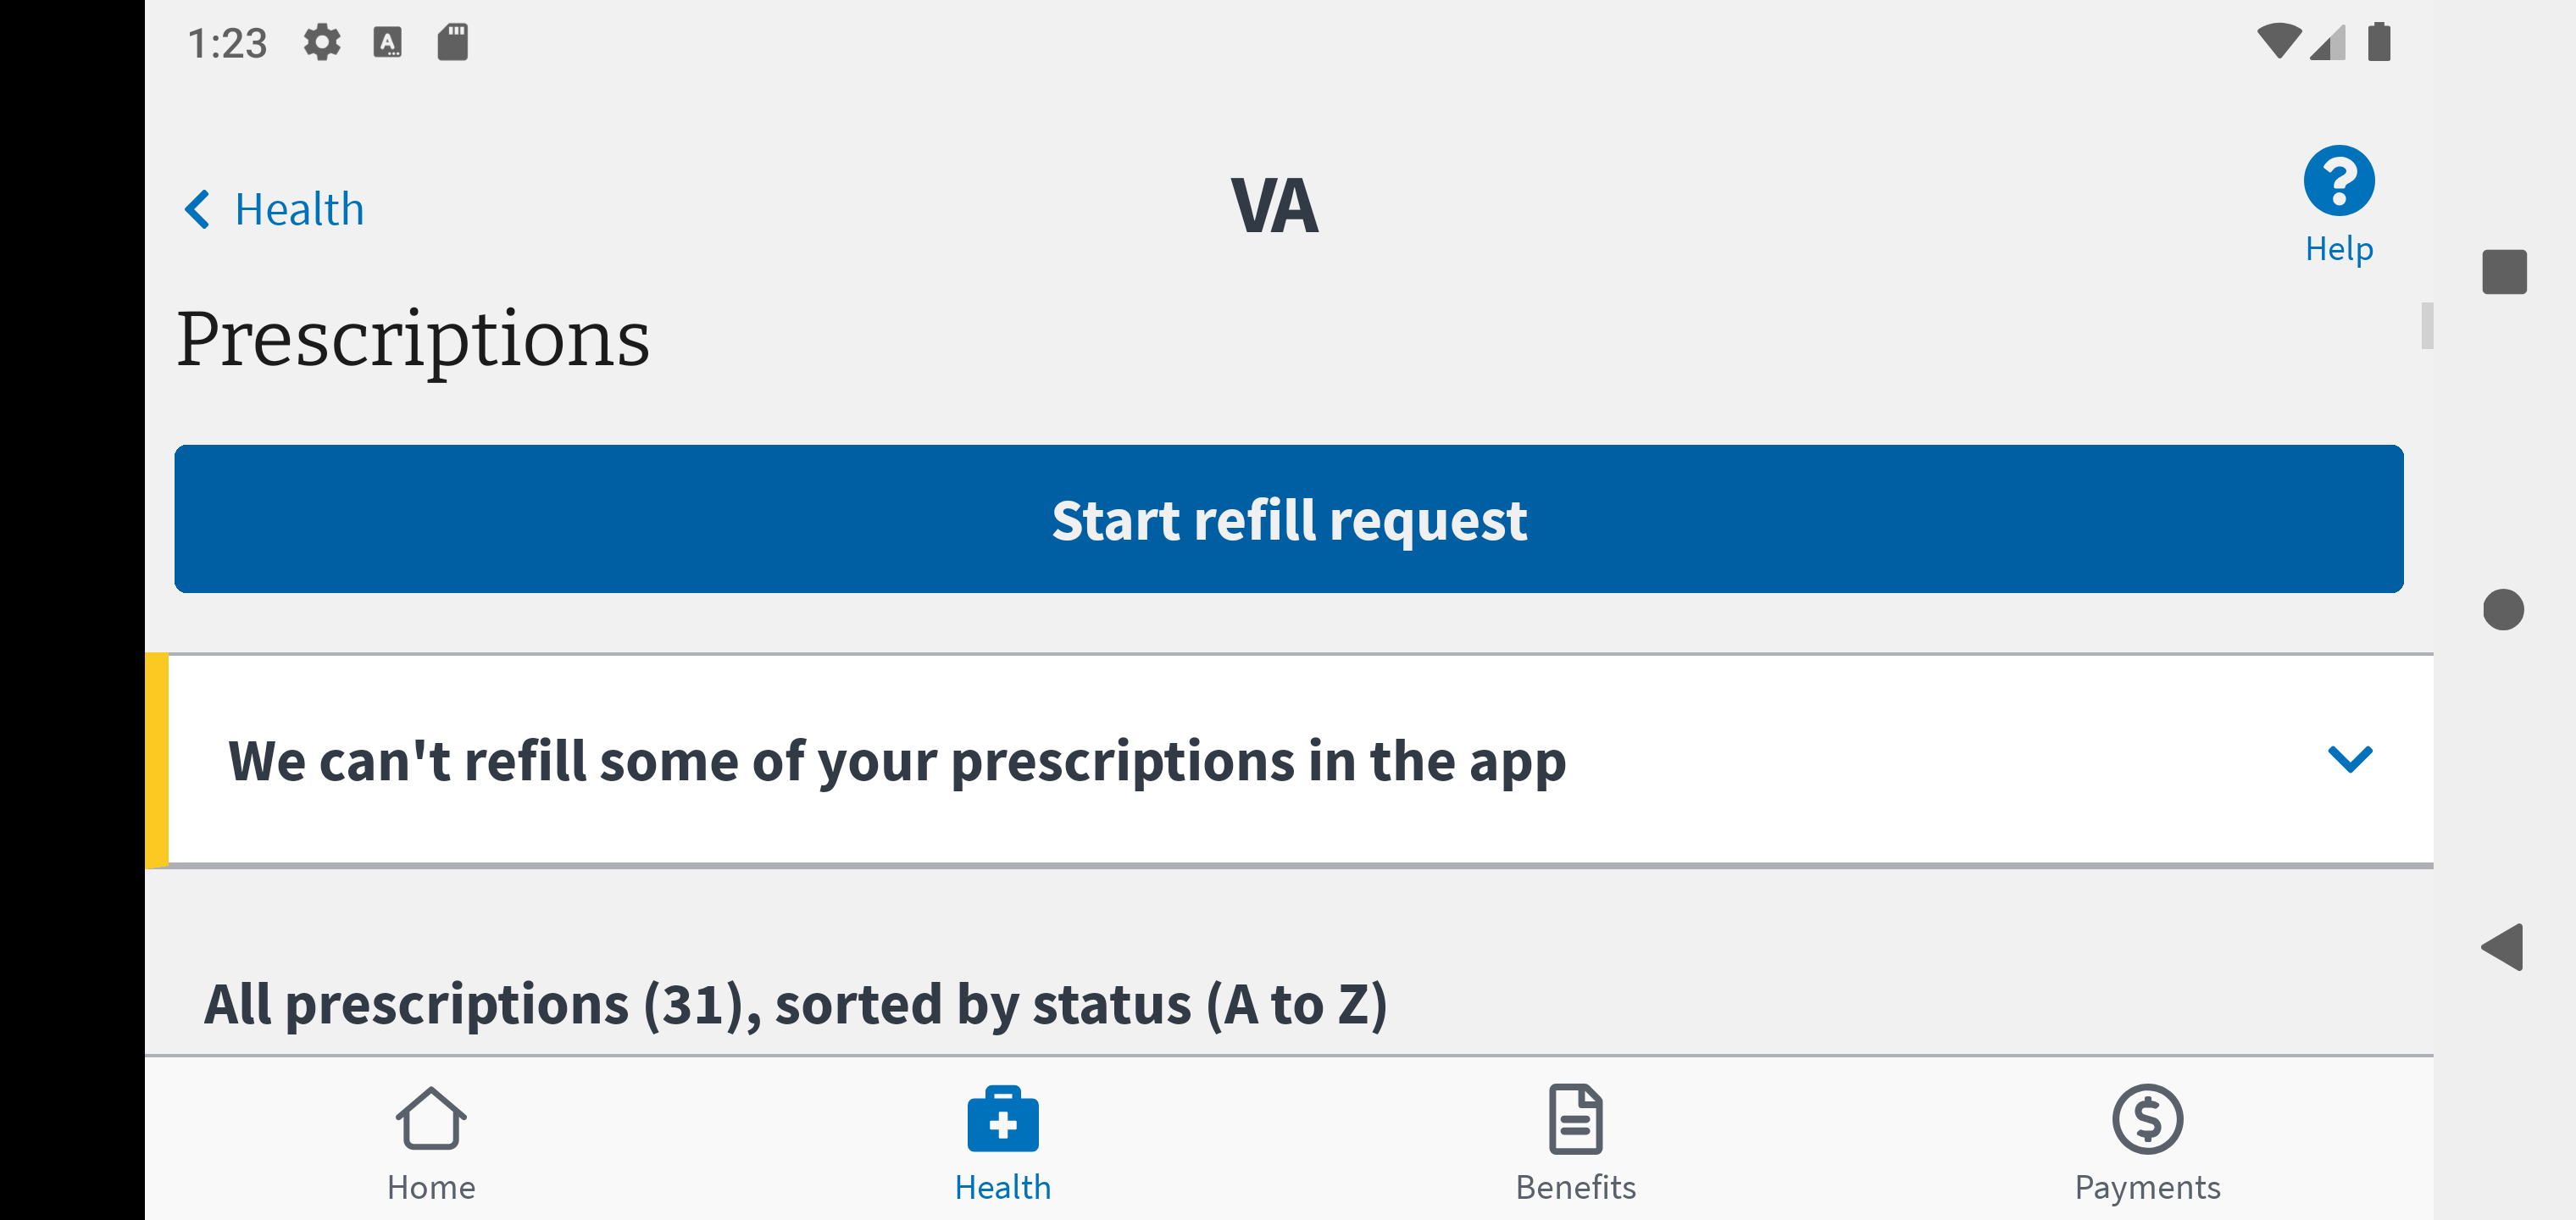 1:23
Health
VA
Help
Prescriptions
Start refill request
We can't refill some of your prescriptions in the app
All prescriptions (31), sorted by status (A to Z)
Home
Health
Benefits
Payments